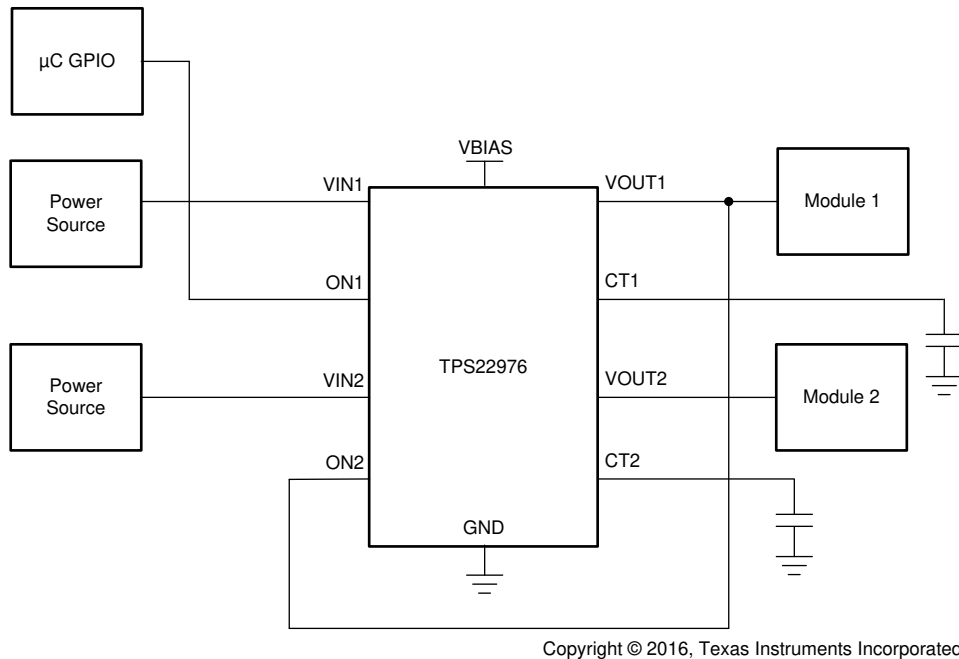 µC GPIO
VBIAS
VIN1
VOUT1
Power
Source
Module 1
ON1
CT1
TPS22976
Power
Source
VIN2
VOUT2
Module 2
ON2
CT2
GND
Copyright © 2016, Texas Instruments Incorporated